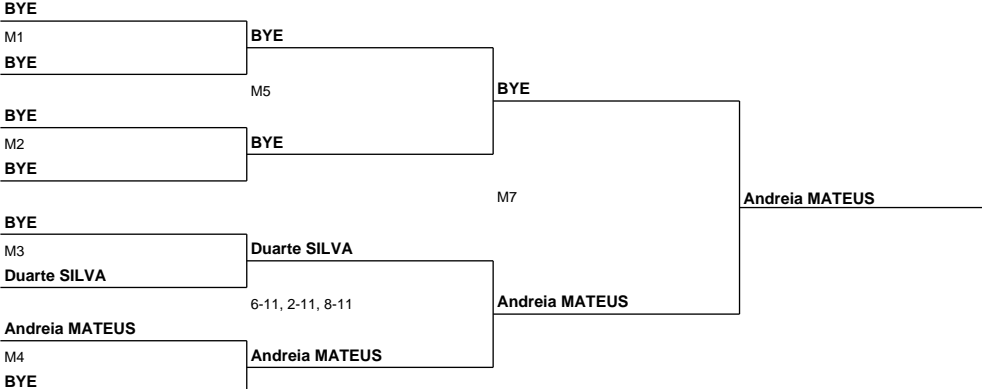 BYE
M1
BYE
BYE
M5
BYE
BYE
M2
BYE
BYE
M7
Andreia MATEUS
BYE
M3
Duarte SILVA
Duarte SILVA
6-11, 2-11, 8-11
Andreia MATEUS
Andreia MATEUS
M4
Andreia MATEUS
BYE